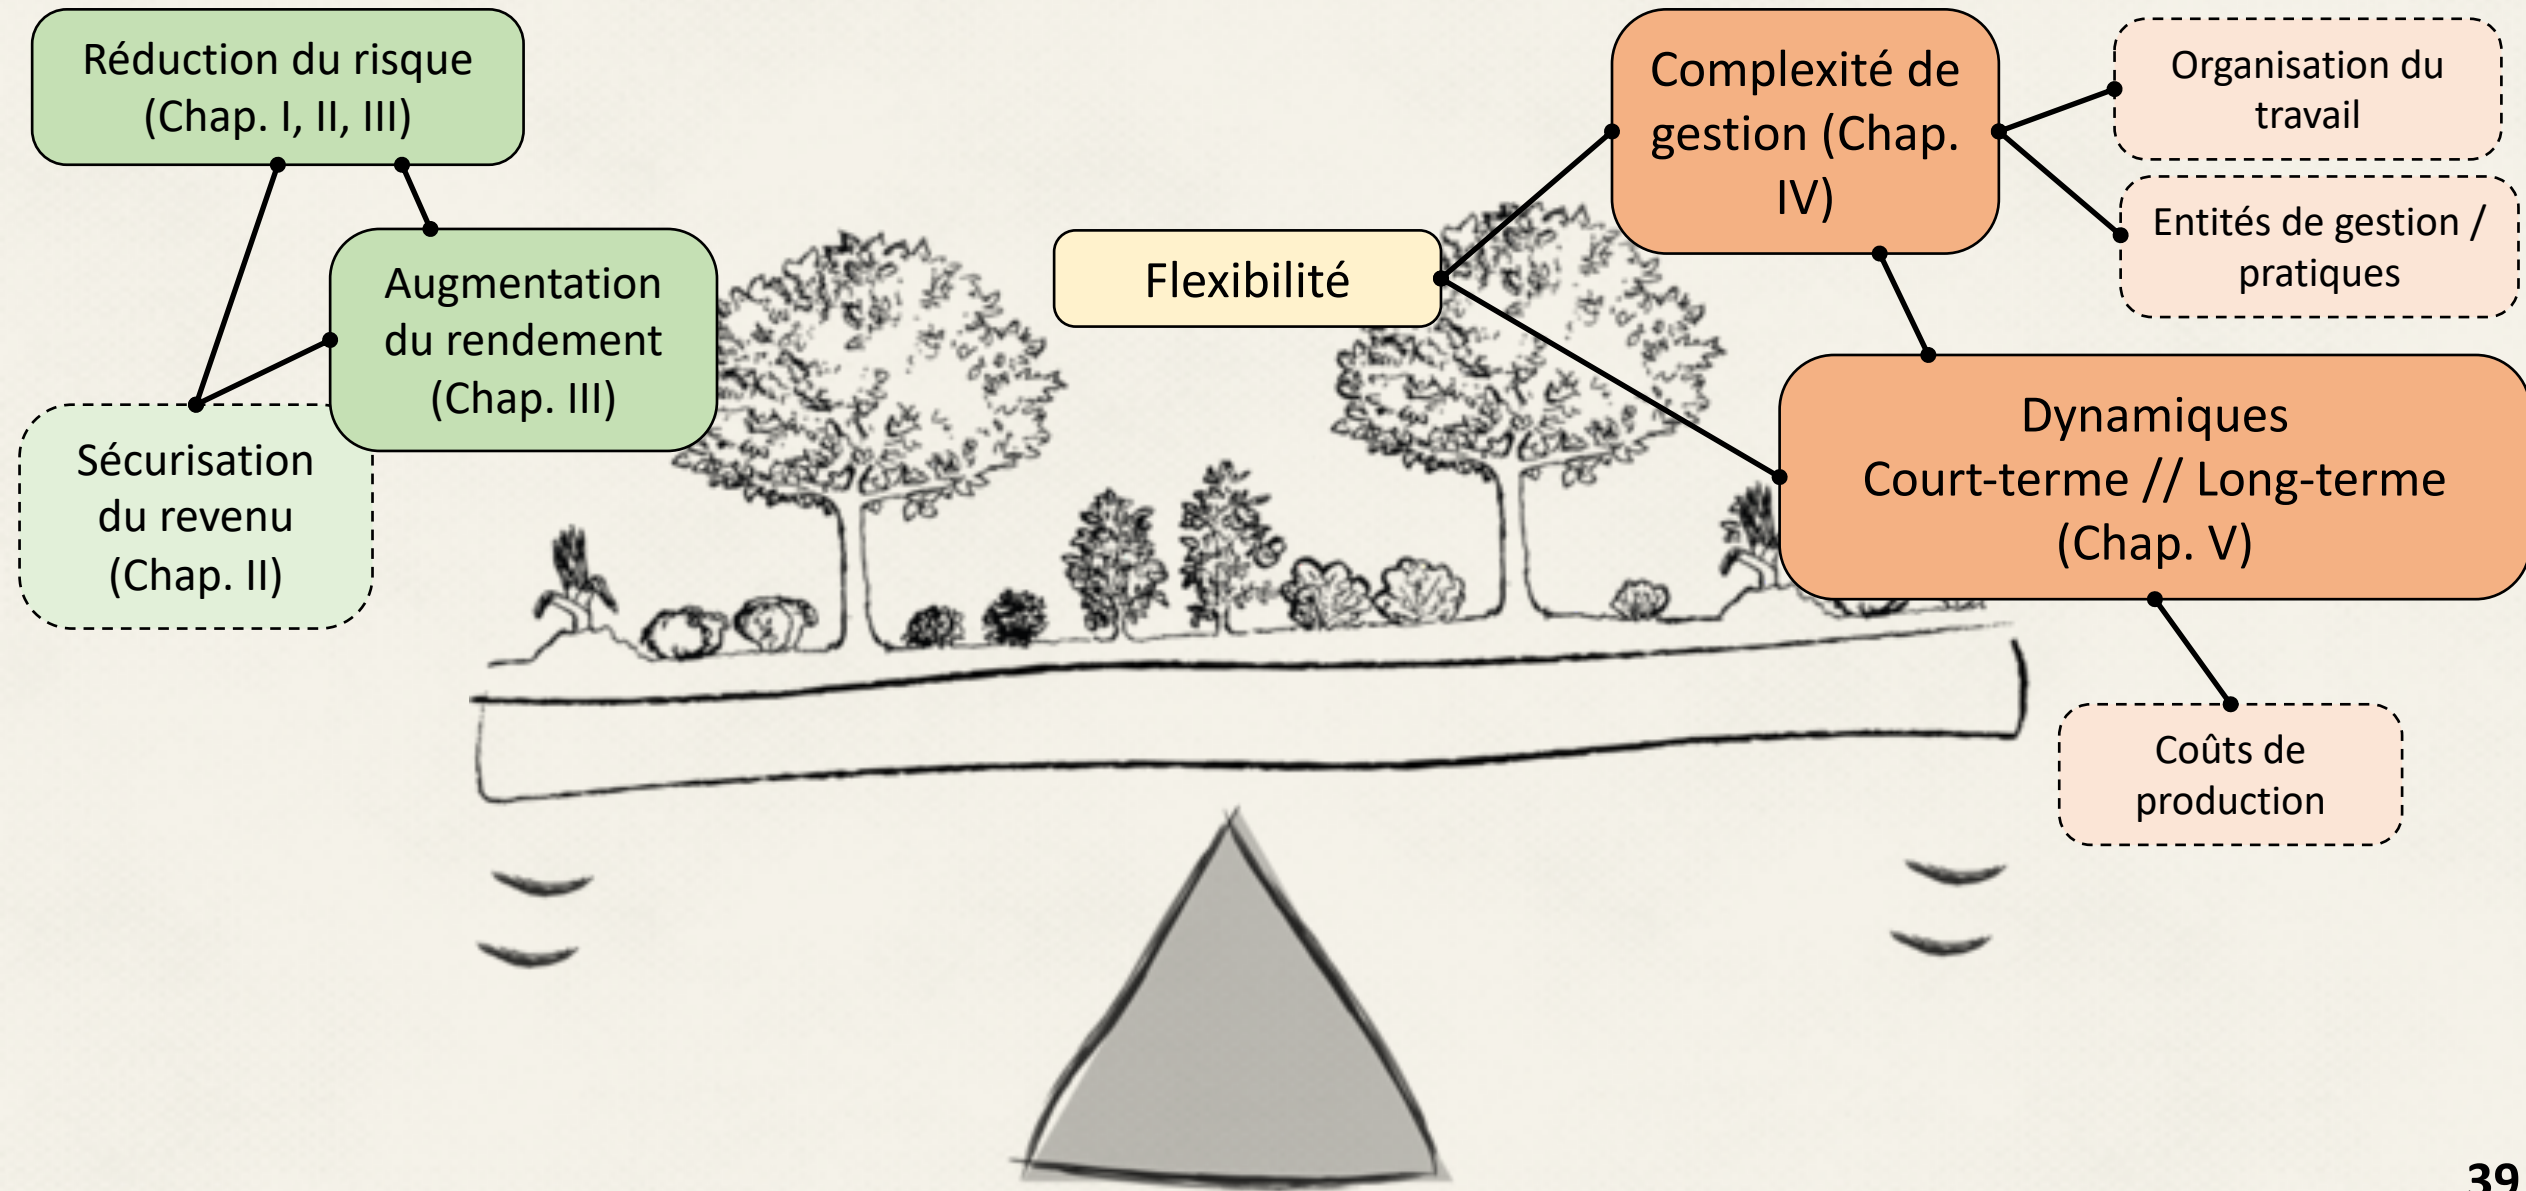 Réduction du risque
(Chap. I, II, III)
Augmentation
du rendement
(Chap. III)
Sécurisation
du revenu
(Chap. II)
Flexibilité
Complexité de
gestion (Chap.
IV)
Organisation du
travail
Entités de gestion /
pratiques
Dynamiques
Court-terme // Long-terme
(Chap. V)
Coûts de
production
39